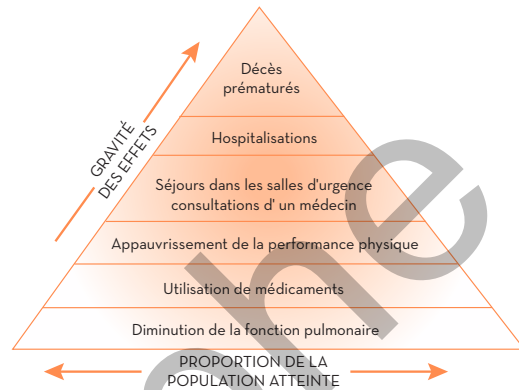 Décès
prématurés
Hospitalisations
GRAVITÉ
DES EFFETS
Séjours dans les salles d'urgence
consultations d' un médecin
Appauvrissement de la performance physique
Utilisation de médicaments
Diminution de la fonction pulmonaire
PROPORTION DE LA
POPULATION ATTEINTE